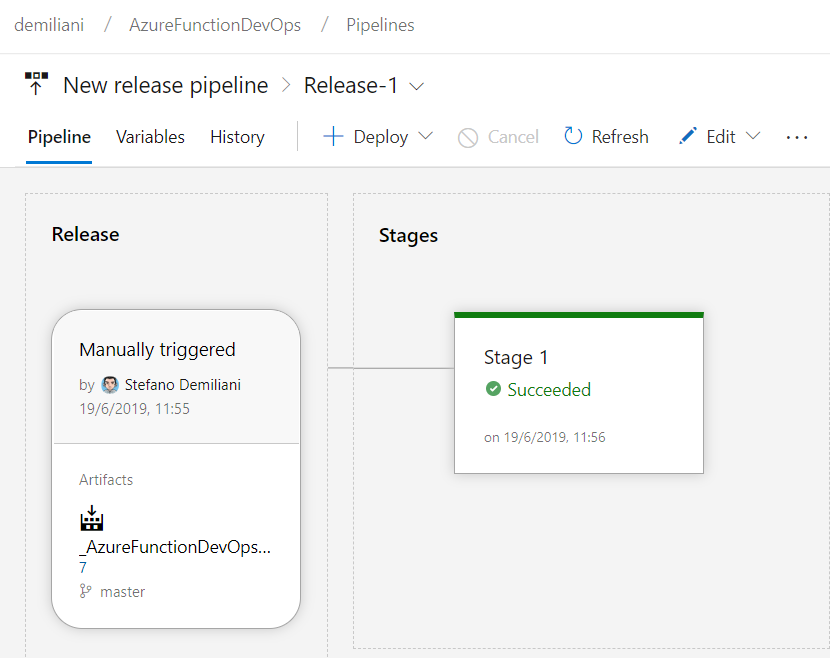 demiliani / AzureFunctionDevOps / Pipelines
New release pipeline > Release-1
Pipeline Variables History Deploy Cancel Refresh Edit ...
Release
Stages
Manually triggered
by Stefano Demiliani
19/6/2019, 11:55
Stage 1
Succeeded
on 19/6/2019, 11:56
Artifacts
_AzureFunctionDevOps...
7
master